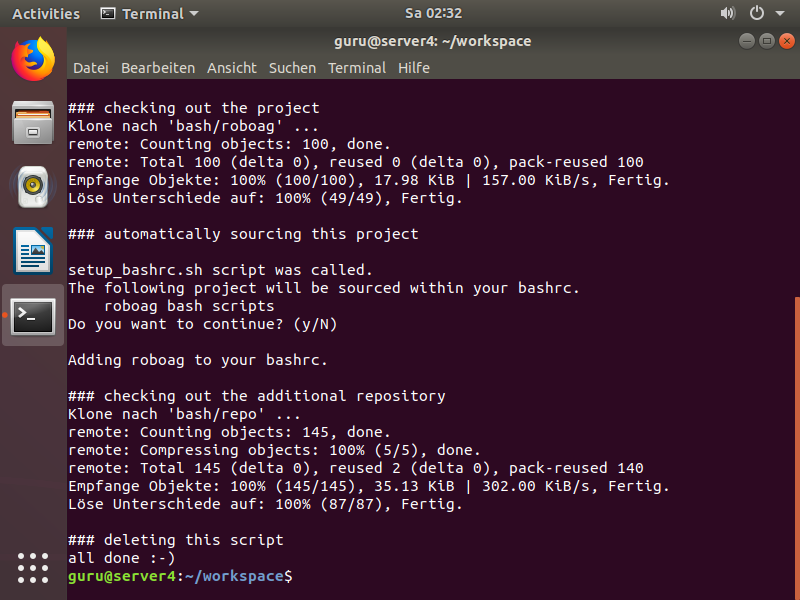 Activities Terminal Sa 02:32
guru@server4: ~/workspace
Datei Bearbeiten Ansicht Suchen Terminal Hilfe
### checking out the project
Klone nach 'bash/roboag' ...
remote: Counting objects: 100, done.
remote: Total 100 (delta 0), reused 0 (delta 0), pack-reused 100
Empfange Objekte: 100% (100/100), 17.98 KiB | 157.00 KiB/s, Fertig.
Löse Unterschiede auf: 100% (49/49), Fertig.
### automatically sourcing this project
setup_bashrc.sh script was called.
The following project will be sourced within your bashrc.
roboag bash scripts
Do you want to continue? (y/N)
Adding roboag to your bashrc.
### checking out the additional repository
Klone nach 'bash/repo' ...
remote: Counting objects: 145, done.
remote: Compressing objects: 100% (5/5), done.
remote: Total 145 (delta 0), reused 2 (delta 0), pack-reused 140
Empfange Objekte: 100% (145/145), 35.13 KiB | 302.00 KiB/s, Fertig.
Löse Unterschiede auf: 100% (87/87), Fertig.
### deleting this script
all done :-)
guru@server4:~/workspace$